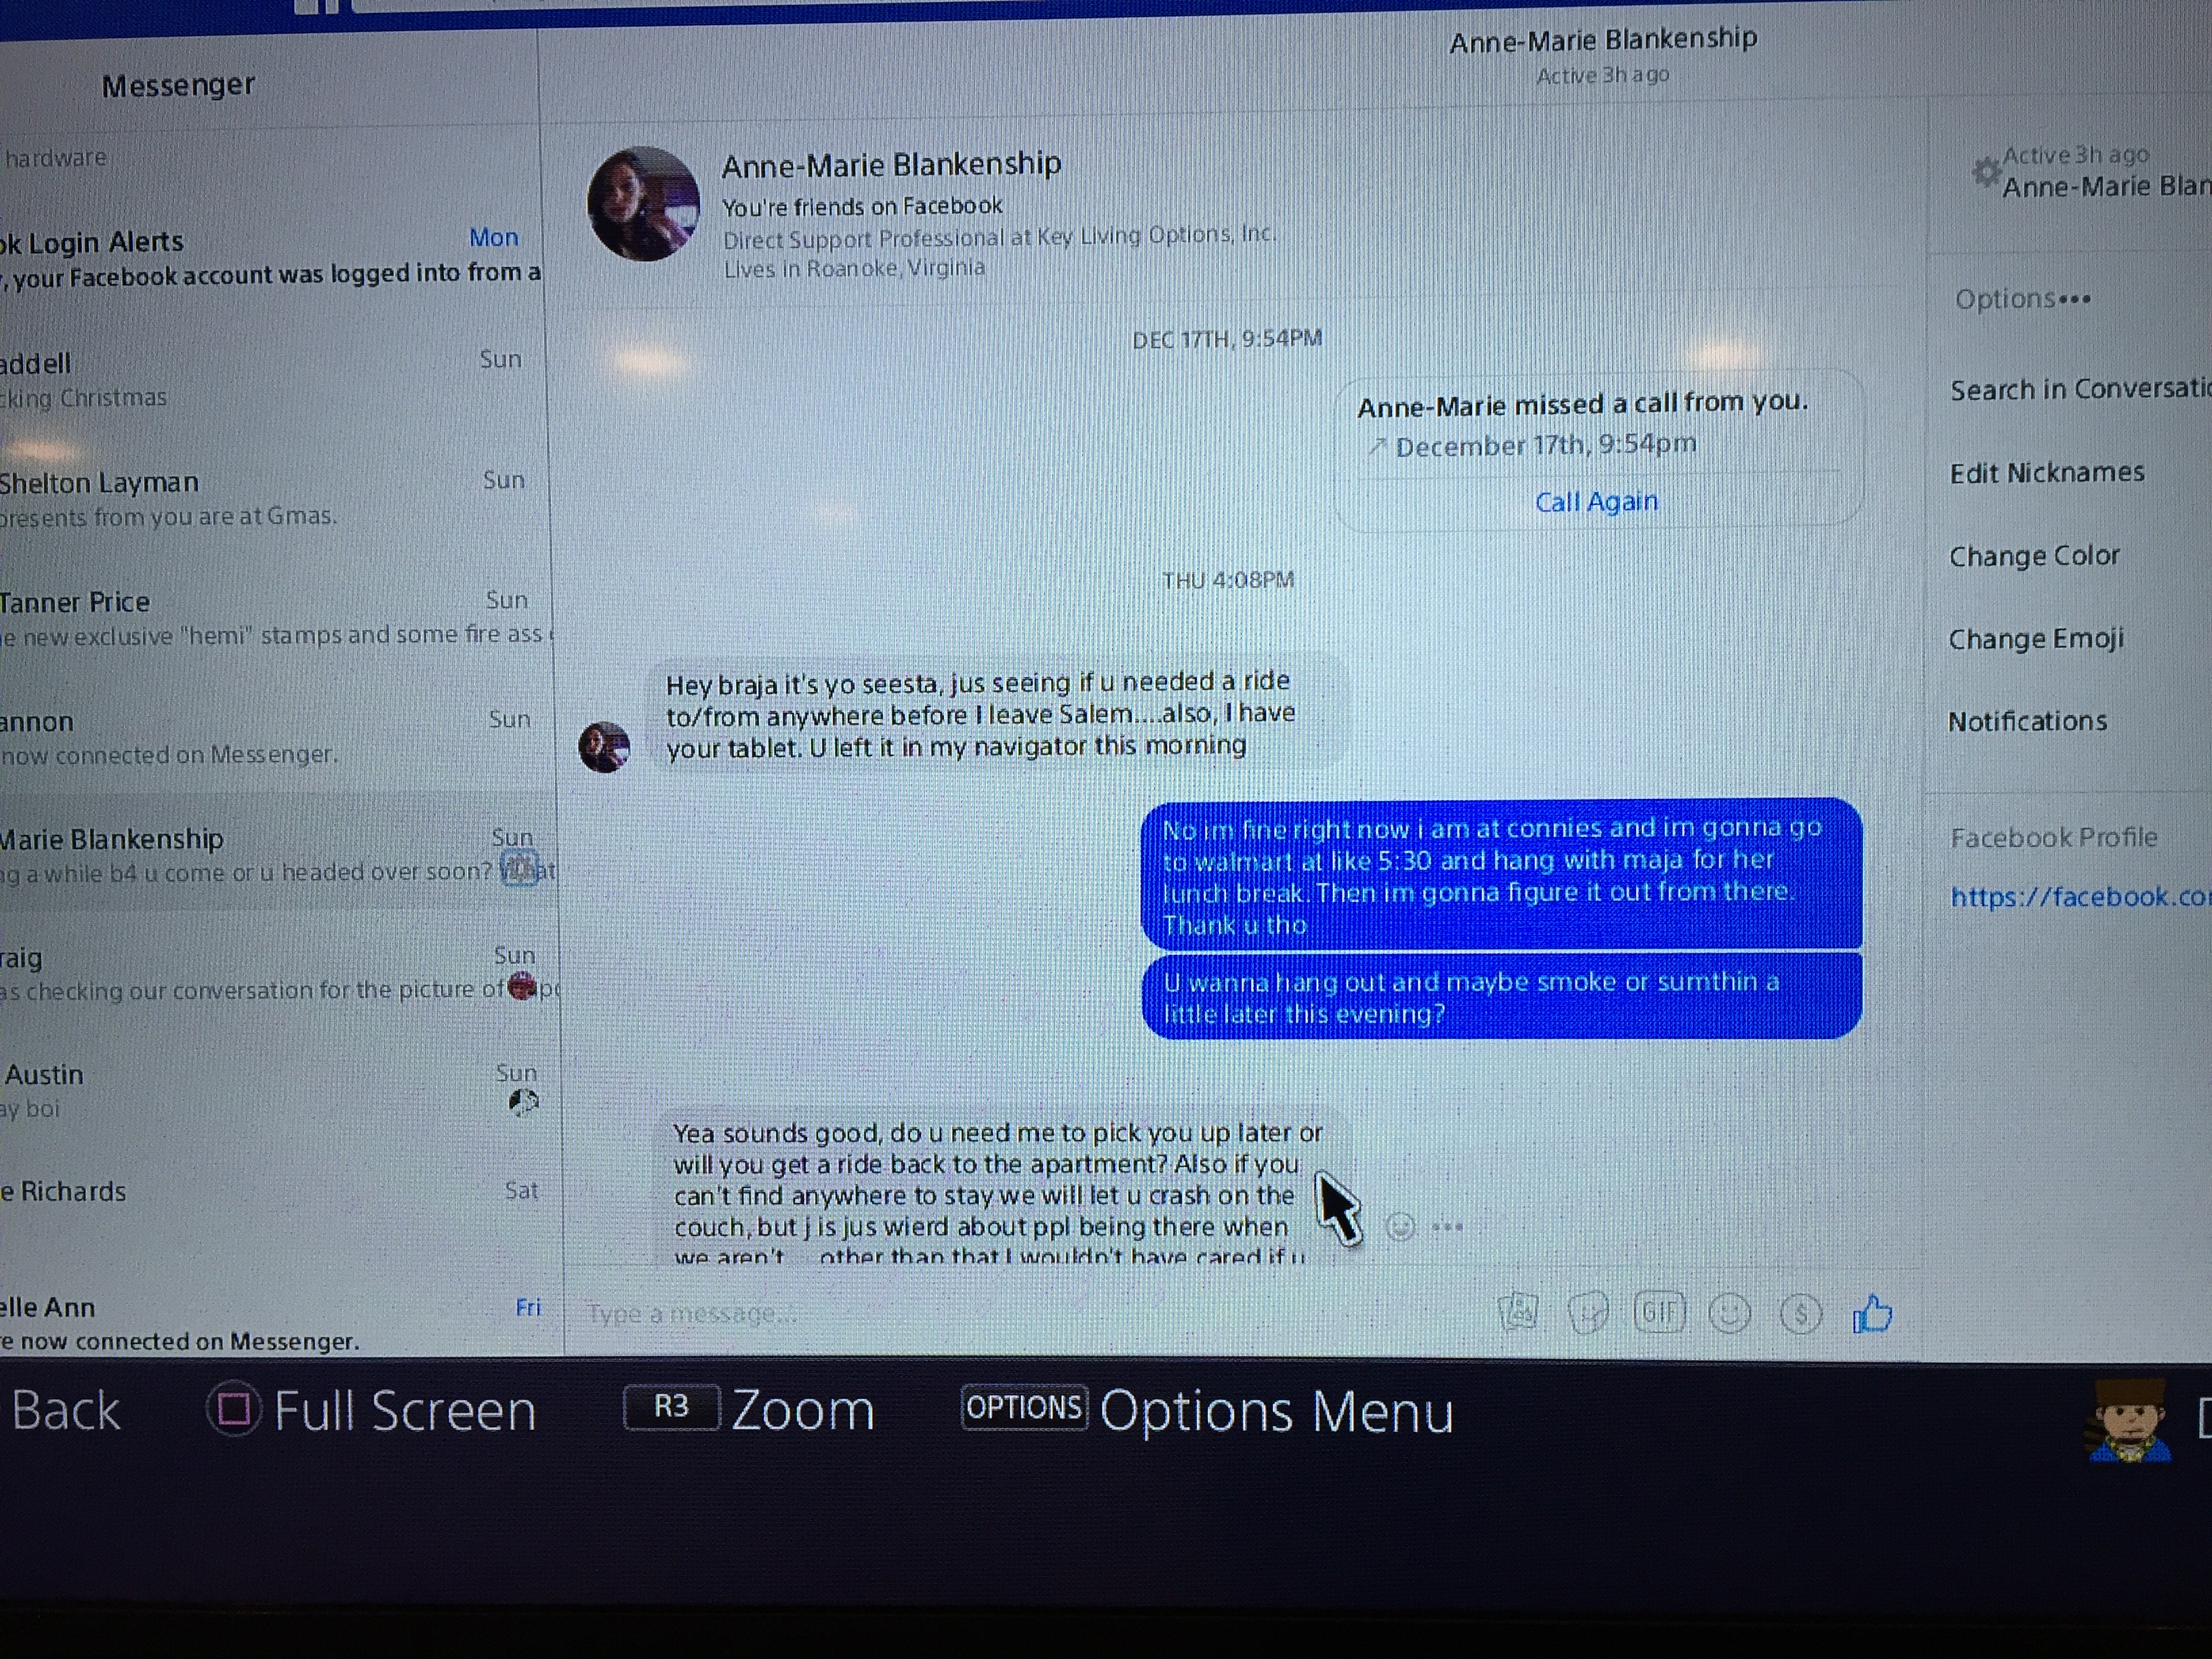 Messenger
hardware
ok Login Alerts Mon
, your Facebook account was logged into from a
addell Sun
cking Christmas
Shelton Layman Sun
presents from you are at Gmas.
Tanner Price Sun
e new exclusive "hemi" stamps and some fire ass
annon Sun
now connected on Messenger.
Marie Blankenship Sun
ng a while b4 u come or u headed over soon?
raig Sun
as checking our conversation for the picture of
Austin Sun
ay boi
e Richards Sat
elle Ann Fri
e now connected on Messenger.
Anne-Marie Blankenship
Active 3h ago
Anne-Marie Blankenship
You're friends on Facebook
Direct Support Professional at Key Living Options, Inc.
Lives in Roanoke, Virginia
DEC 17TH, 9:54PM
Anne-Marie missed a call from you.
December 17th, 9:54pm
Call Again
THU 4:08PM
Hey braja it's yo seesta, jus seeing if u needed a ride
to/from anywhere before I leave Salem....also, I have
your tablet. U left it in my navigator this morning
No im fine right now i am at connies and im gonna go
to walmart at like 5:30 and hang with maja for her
lunch break. Then im gonna figure it out from there.
Thank u tho
U wanna hang out and maybe smoke or sumthin a
little later this evening?
Yea sounds good, do u need me to pick you up later or
will you get a ride back to the apartment? Also if you
can't find anywhere to stay we will let u crash on the
couch, but j is jus wierd about ppl being there when
we aren't ... other than that I wouldn't have cared if u
Type a message...
GIF
$
Active 3h ago
Anne-Marie Blan
Options•••
Search in Conversatio
Edit Nicknames
Change Color
Change Emoji
Notifications
Facebook Profile
https://facebook.co
Back Full Screen R3 Zoom OPTIONS Options Menu